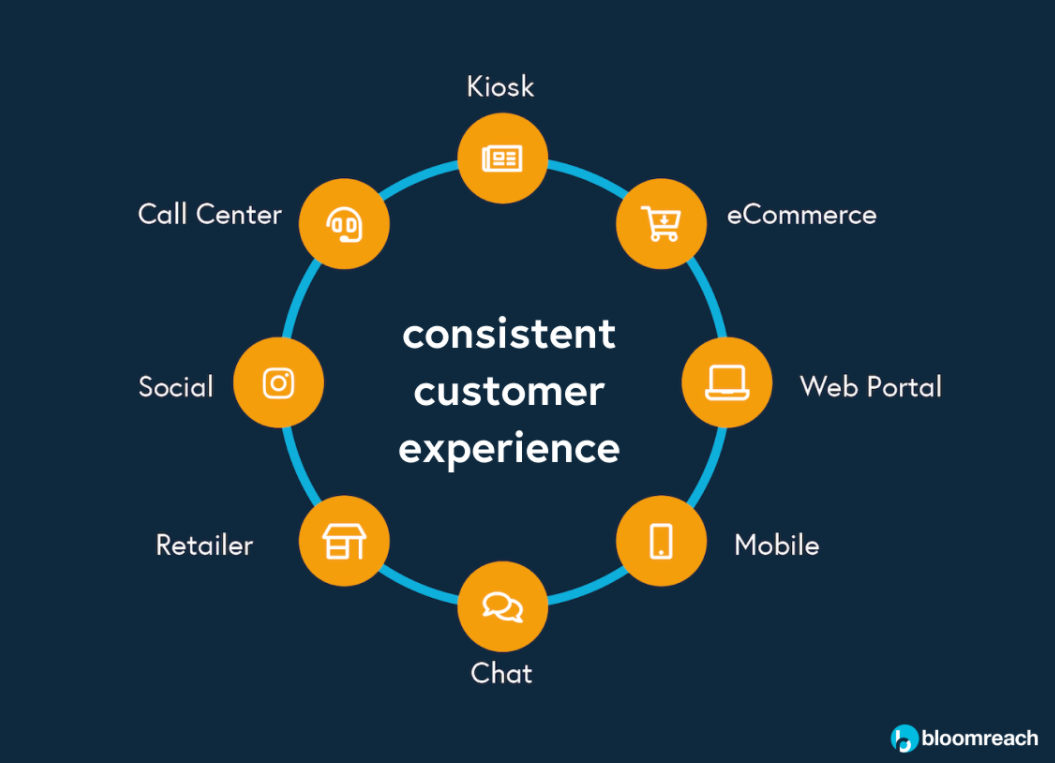 Kiosk
Call Center
eCommerce
consistent
customer
experience
Social
Web Portal
Retailer
Mobile
Chat
bloomreach